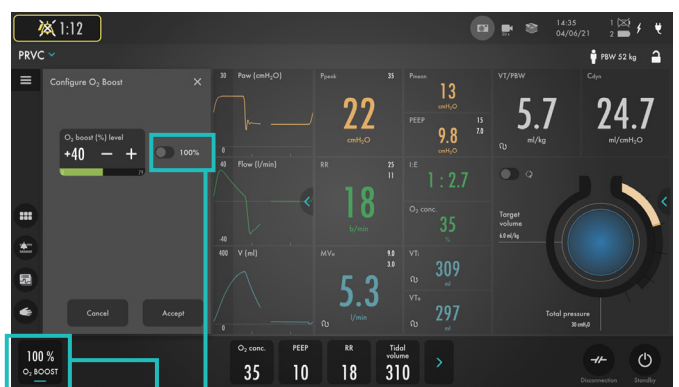 1:12
14:35
04/06/21
1
2
PRVC
PBW 52 kg
Configure O₂ Boost
O₂ boost (%) level
+40
100%
Cancel
Accept
100 %
O₂ BOOST
30 Paw (cmH₂O)
0
40 Flow (l/min)
-40
400 V (ml)
0
Ppeak 35
22
cmH₂O
Pmean
13
cmH₂O
PEEP 15
7.0
9.8
cmH₂O
RR 25
11
18
b/min
I:E
1 : 2.7
O₂ conc.
35
%
MVe 9.0
3.0
5.3
l/min
VTi
309
ml
VTe
297
ml
VT/PBW
5.7
ml/kg
Cdyn
24.7
ml/cmH₂O
Target
volume
6.0 ml/kg
Total pressure
30 cmH₂O
O₂ conc.
35
PEEP
10
RR
18
Tidal
volume
310
Disconnection
Standby